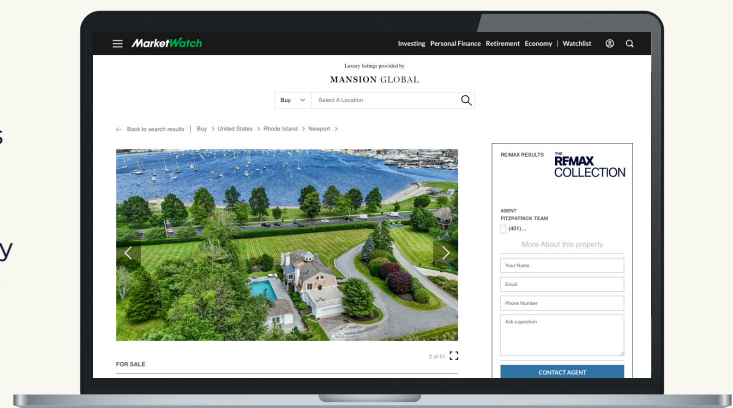 s
y
MarketWatch
Investing Personal Finance Retirement Economy | Watchlist
Luxury listings provided by
MANSION GLOBAL
Buy Select A Location
← Back to search results | Buy > United States > Rhode Island > Newport >
RE/MAX RESULTS
THE
RE/MAX
COLLECTION
AGENT
FITZPATRICK TEAM
(401)...
More About this property
Your Name
Email
Phone Number
Ask a question
CONTACT AGENT
2 of 51
FOR SALE